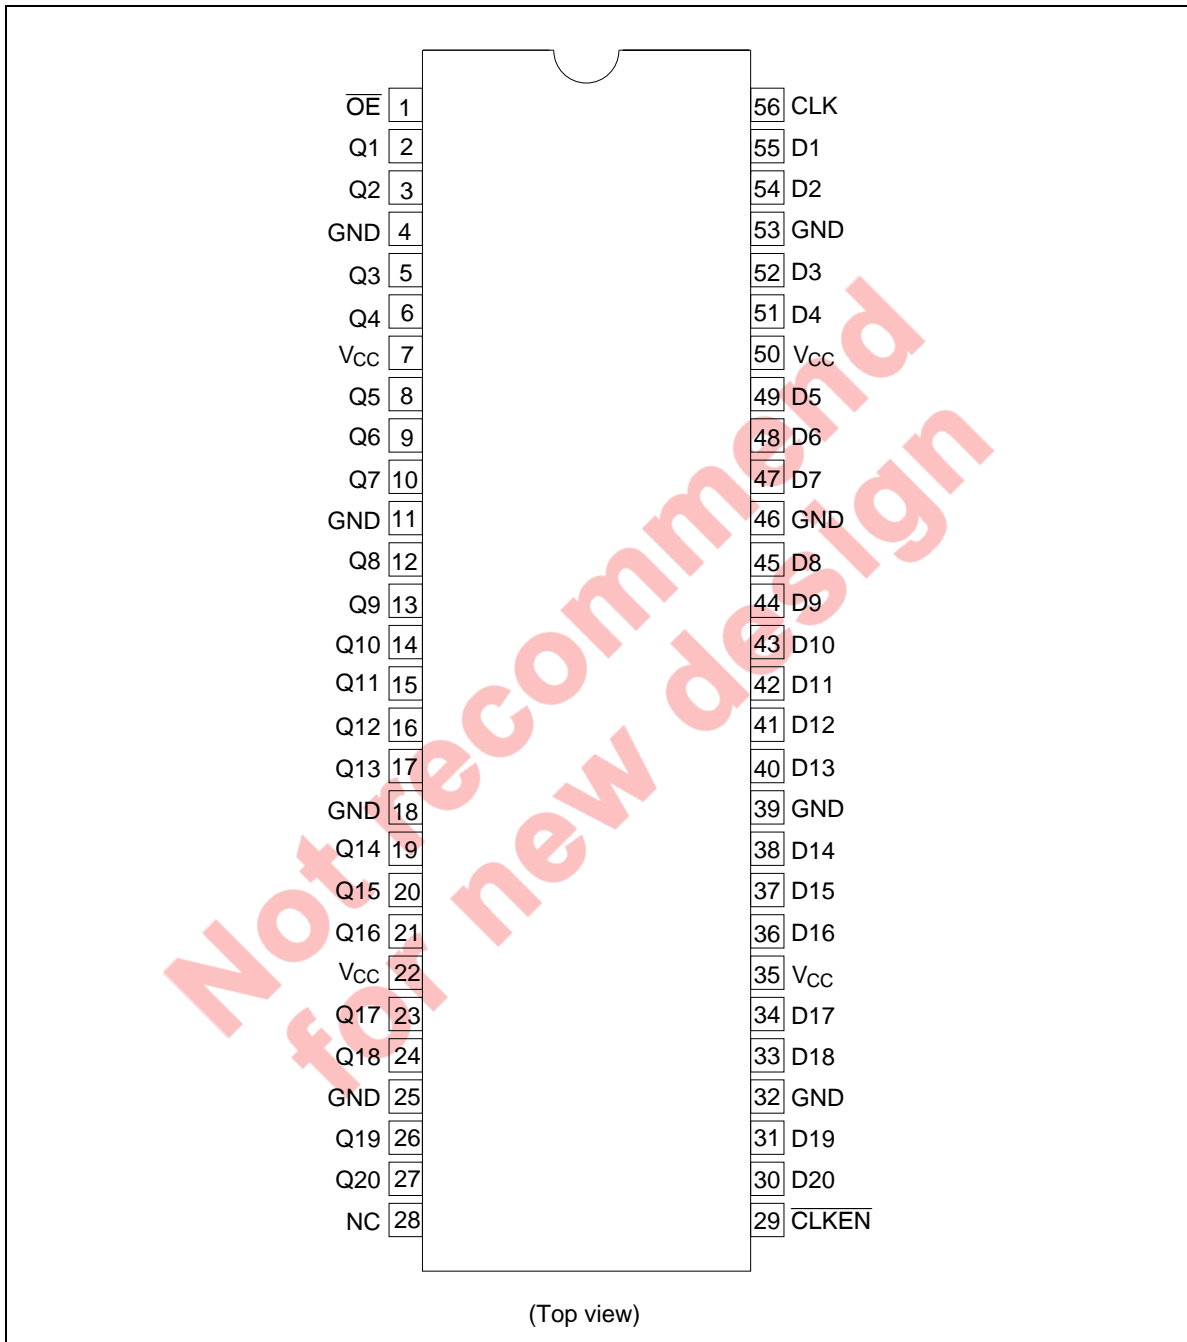 O̅E̅ 1 56 CLK
Q1 2 55 D1
Q2 3 54 D2
GND 4 53 GND
Q3 5 52 D3
Q4 6 51 D4
VCC 7 50 VCC
Q5 8 49 D5
Q6 9 48 D6
Q7 10 47 D7
GND 11 46 GND
Q8 12 45 D8
Q9 13 44 D9
Q10 14 43 D10
Q11 15 42 D11
Q12 16 41 D12
Q13 17 40 D13
GND 18 39 GND
Q14 19 38 D14
Q15 20 37 D15
Q16 21 36 D16
VCC 22 35 VCC
Q17 23 34 D17
Q18 24 33 D18
GND 25 32 GND
Q19 26 31 D19
Q20 27 30 D20
NC 28 29 C̅L̅K̅E̅N̅
(Top view)
Not recommend
for new design